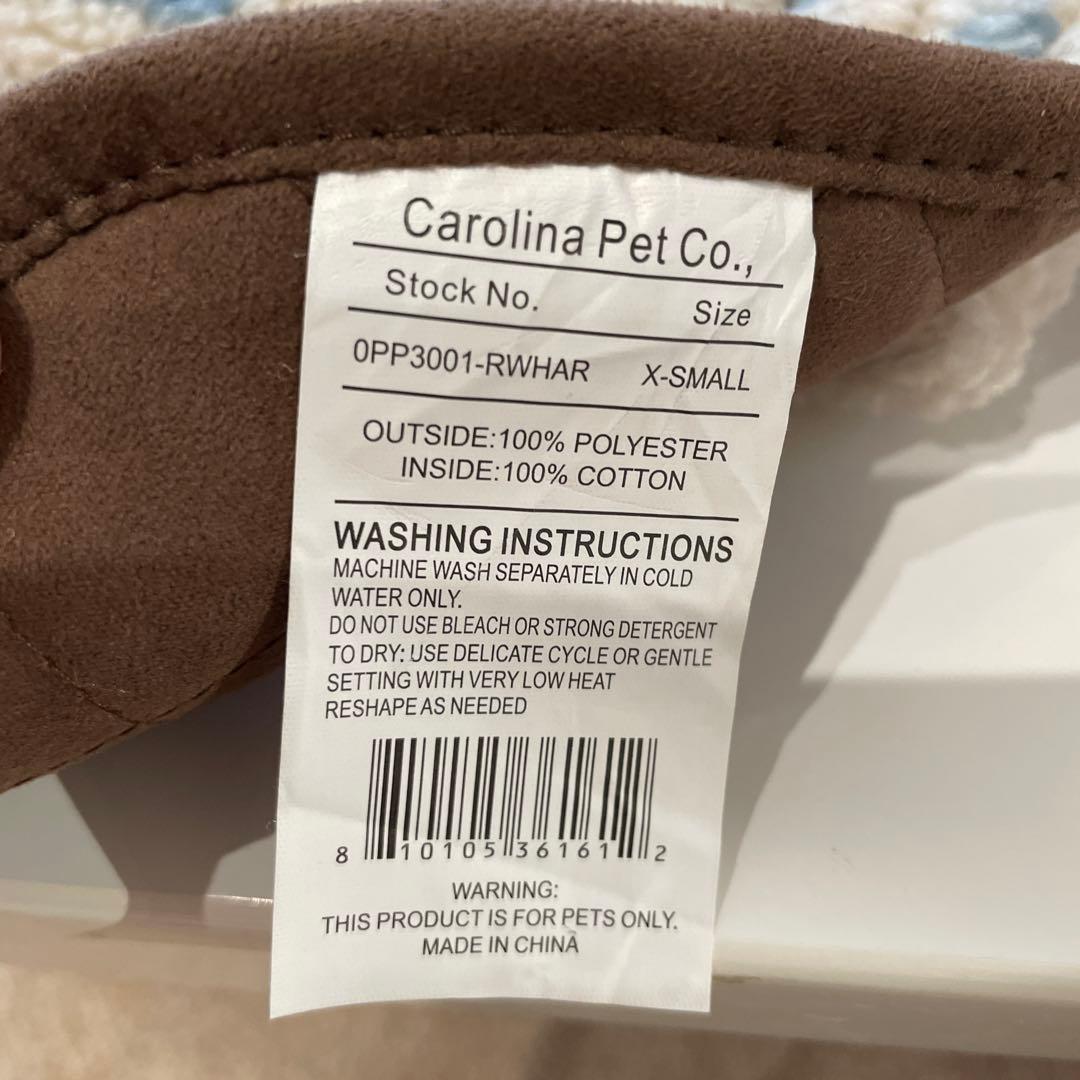 Carolina Pet Co.,
Stock No. Size
0PP3001-RWHAR X-SMALL
OUTSIDE:100% POLYESTER
INSIDE:100% COTTON
WASHING INSTRUCTIONS
MACHINE WASH SEPARATELY IN COLD
WATER ONLY.
DO NOT USE BLEACH OR STRONG DETERGENT
TO DRY: USE DELICATE CYCLE OR GENTLE
SETTING WITH VERY LOW HEAT
RESHAPE AS NEEDED
8 10105 36161 2
WARNING:
THIS PRODUCT IS FOR PETS ONLY.
MADE IN CHINA